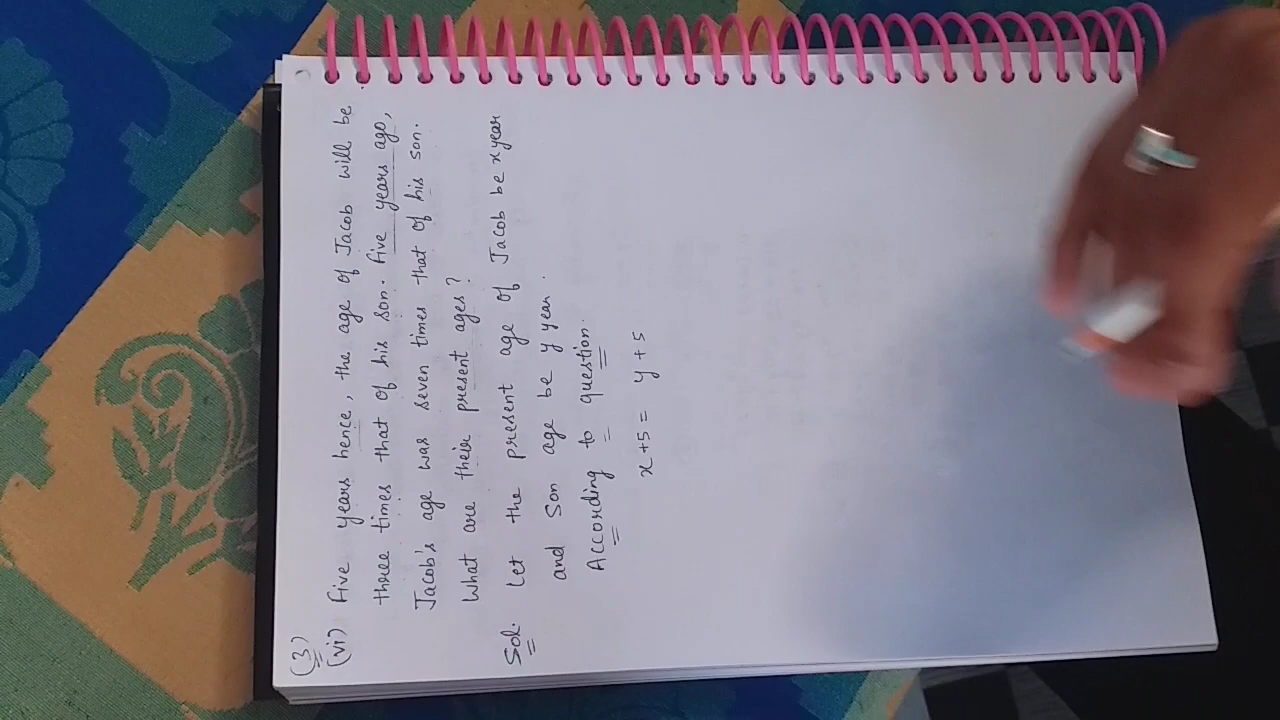 (3)
(vi) Five years hence, the age of Jacob will be
three times that of his son. Five years ago,
Jacob's age was seven times that of his son.
What are their present ages?
Sol. Let the present age of Jacob be x year
and Son age be y year.
According to question.
x + 5 = y + 5